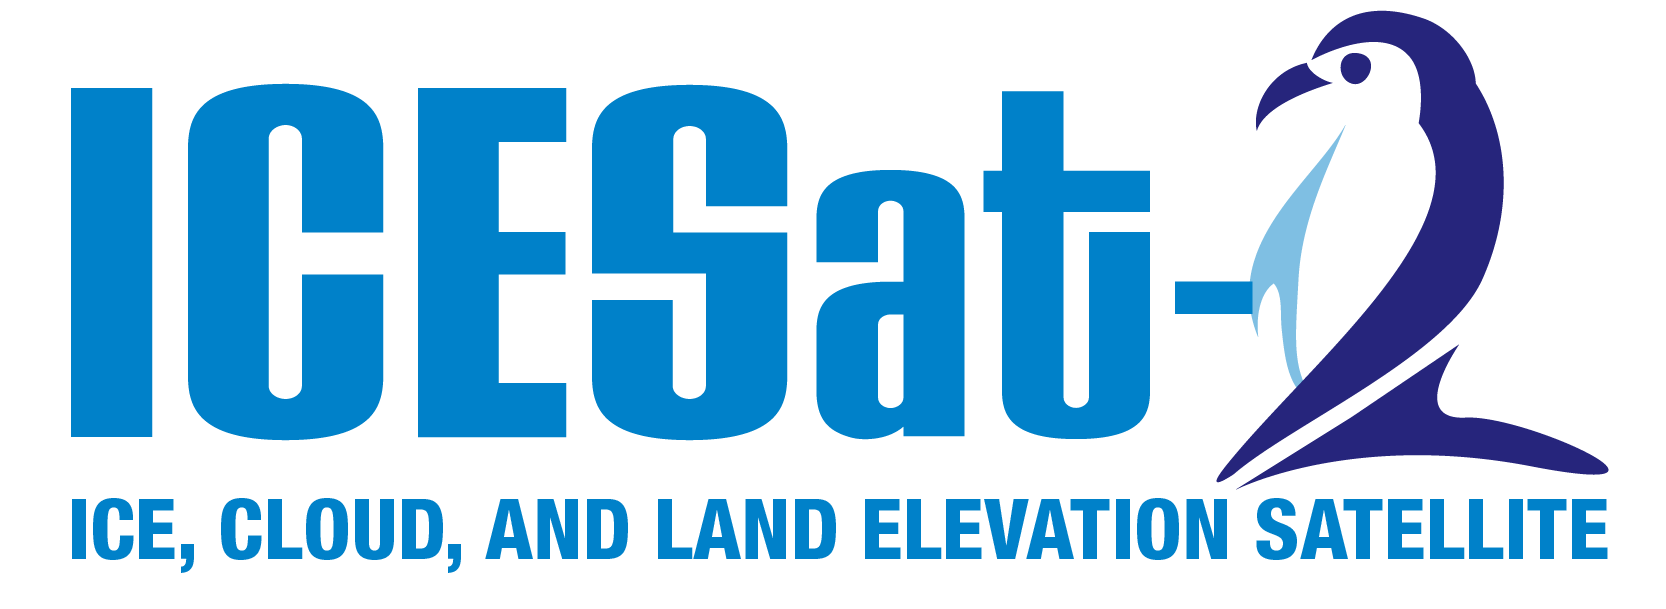 ICESat-2
ICE, CLOUD, AND LAND ELEVATION SATELLITE